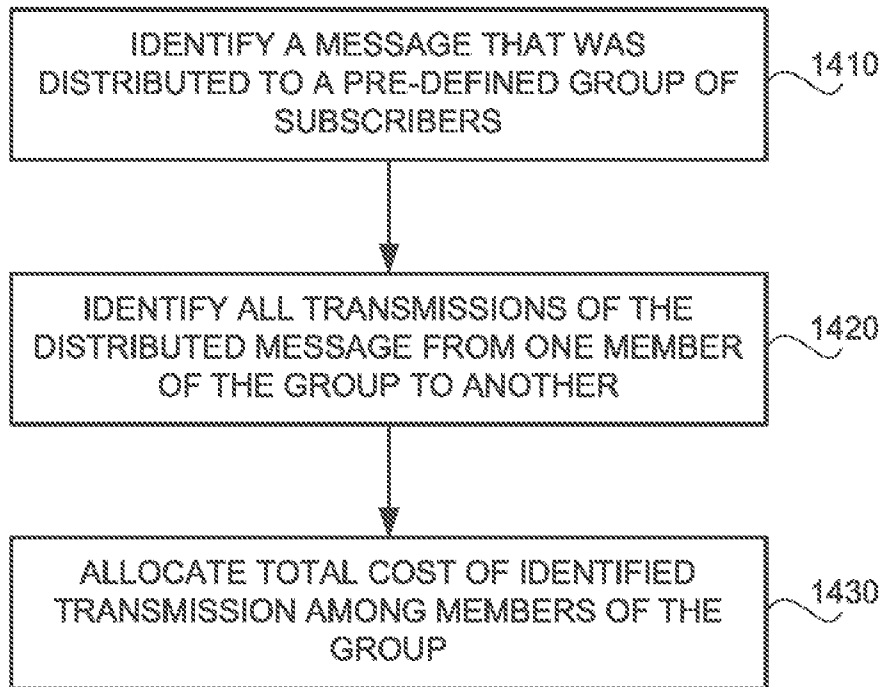 IDENTIFY A MESSAGE THAT WAS
DISTRIBUTED TO A PRE-DEFINED GROUP OF
SUBSCRIBERS
1410
IDENTIFY ALL TRANSMISSIONS OF THE
DISTRIBUTED MESSAGE FROM ONE MEMBER
OF THE GROUP TO ANOTHER
1420
ALLOCATE TOTAL COST OF IDENTIFIED
TRANSMISSION AMONG MEMBERS OF THE
GROUP
1430